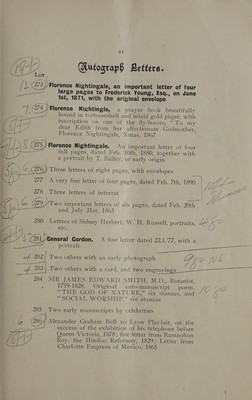 81
Autograph Letters.
Lot
273 Florence Nightingale, an important letter of four
large pages to Frederick Young, Esq., on June
1st, 1871, with the original envelope
274 Florence Nightingale, a prayer book beautifully
bound in tortoiseshell and inlaid gold pique, with
inscription on one of the fly-leaves, "To my
dear Edith from her affectionate Godmother,
Florence Nightingale, Xmas, 1867
275 Florence Nightingale. An important letter of four
full pages, dated Feb. 10th, 1890, together with
a portrait by T. Bailey, of early origin
276 Three letters of eight pages, with envelopes
277 A very fine letter of four pages, dated Feb. 7th, 1890
278 Three letters of interest
279 Two important letters of six pages, dated Feb. 20th
and July 31st, 1863
280 Letters of Sidney Herbert, W. H. Russell, portraits,
etc.
281 General Gordon. A fine letter dated 22.1.77, with a
portrait
282 Two others with an early photograph
283 Two others with a card, and two engravings
284 SIR JAMES EDWARD SMITH, M.D., Botanist,
1759-1828. Original auto-manuscript poem,
"THE GOD OF NATURE," six stanzas, and
"SOCIAL WORSHIP," six stanzas
285 Two early manuscripts by celebrities
286 Alexander Graham Bell to Lyon Playfair, on the
success of the exhibition of his telephone before
Queen Victoria, 1878; fine letter from Rammohun
Roy, the Hindoo Reformer, 1829; Letter from
Charlotte Empress of Mexico, 1865